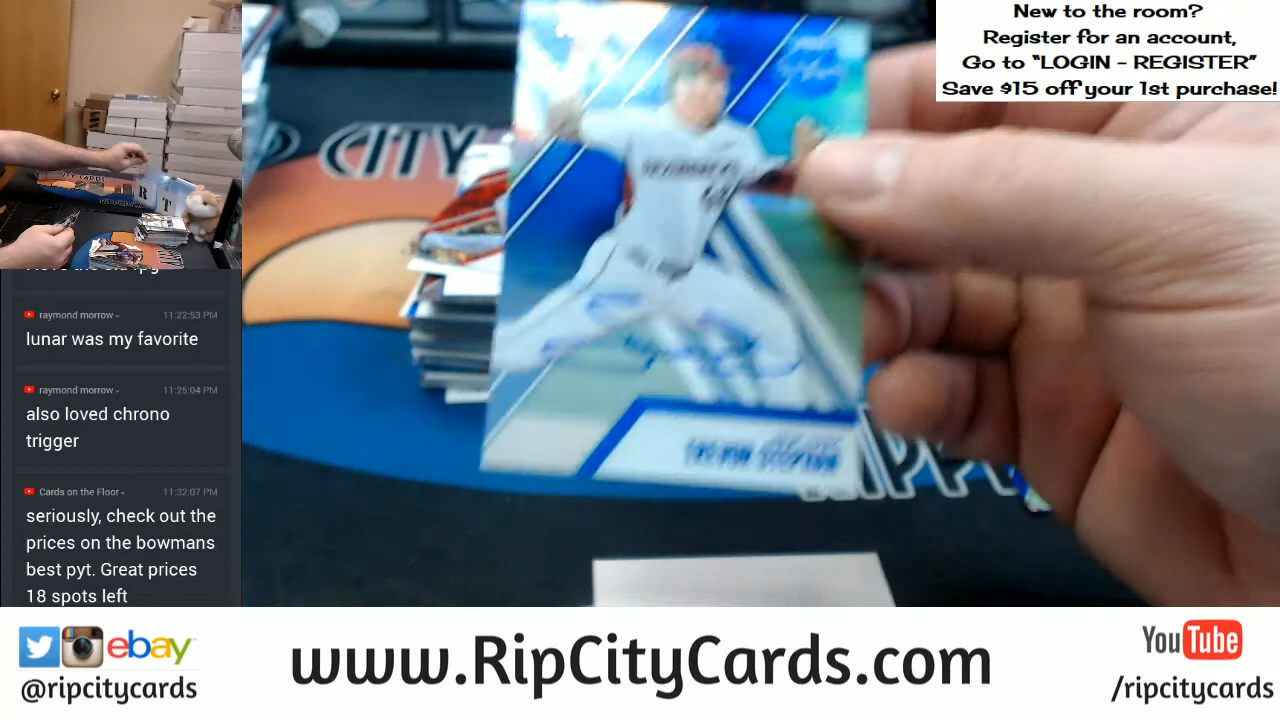 New to the room?
Register for an account,
Go to "LOGIN - REGISTER"
Save $15 off your 1st purchase!
CITY
raymond morrow
11:22:53 PM
lunar was my favorite
raymond morrow
11:25:04 PM
also loved chrono
trigger
Cards on the Floor
11:32:07 PM
seriously, check out the
prices on the bowmans
best pyt. Great prices
18 spots left
ebay
@ripcitycards
www.RipCityCards.com
YouTube
/ripcitycards